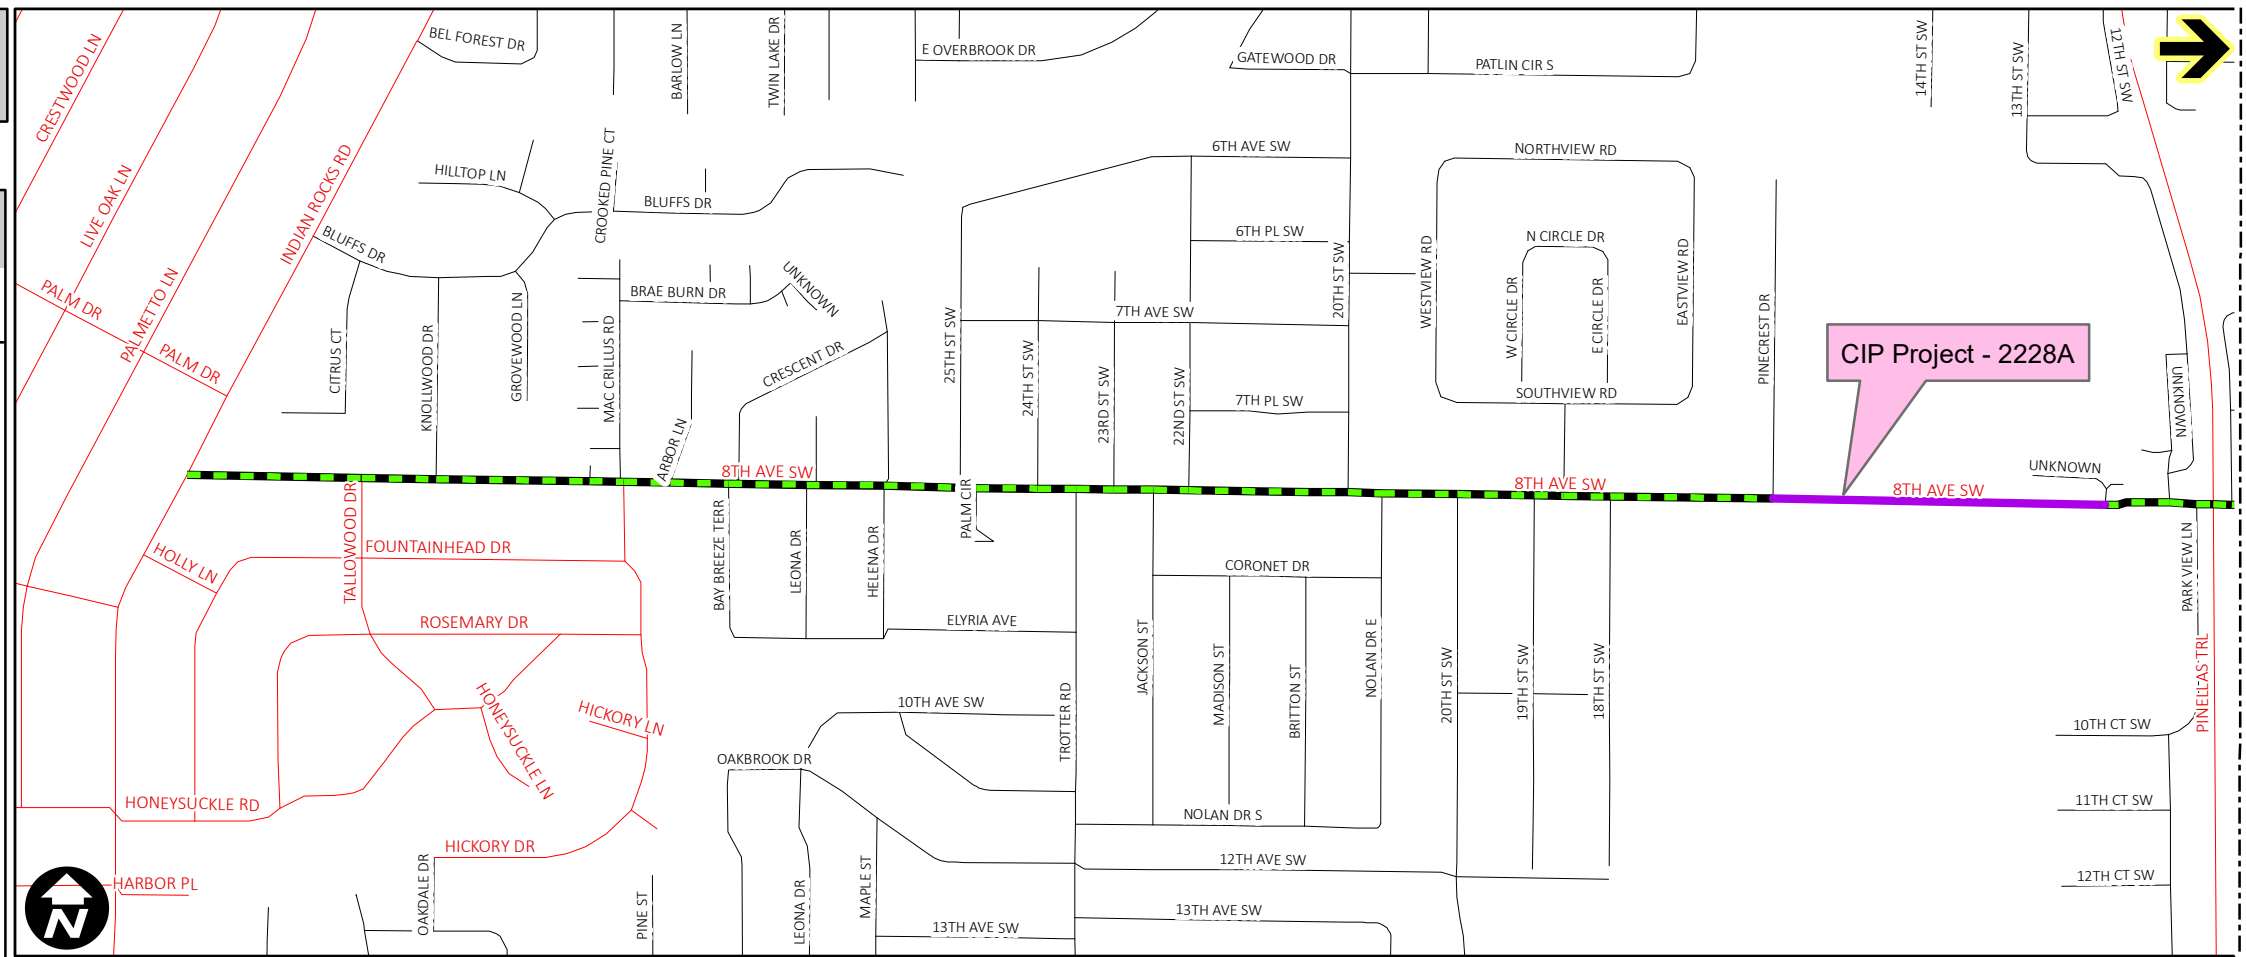 CRESTWOOD LN
BEL FOREST DR
BARLOW LN
TWIN LAKE DR
E OVERBROOK DR
GATEWOOD DR
PATLIN CIR S
14TH ST SW
13TH ST SW
12TH ST SW
LIVE OAK LN
INDIAN ROCKS RD
HILLTOP LN
CROOKED PINE CT
BLUFFS DR
6TH AVE SW
NORTHVIEW RD
BLUFFS DR
6TH PL SW
20TH ST SW
WESTVIEW RD
N CIRCLE DR
EASTVIEW RD
PALM DR
PALMETTO LN
PALM DR
CITRUS CT
KNOLLWOOD DR
GROVEWOOD LN
MAC CRILLUS RD
BRAE BURN DR
UNKNOWN
CRESCENT DR
25TH ST SW
24TH ST SW
23RD ST SW
22ND ST SW
7TH AVE SW
7TH PL SW
W CIRCLE DR
E CIRCLE DR
SOUTHVIEW RD
PINECREST DR
CIP Project - 2228A
UNKNOWN
ARBOR LN
8TH AVE SW
8TH AVE SW
8TH AVE SW
UNKNOWN
PALM CIR
TALLOWOOD DR
HOLLY LN
FOUNTAINHEAD DR
BAY BREEZE TERR
LEONA DR
HELENA DR
CORONET DR
PARK VIEW LN
ROSEMARY DR
ELYRIA AVE
JACKSON ST
MADISON ST
BRITTON ST
NOLAN DR E
20TH ST SW
19TH ST SW
18TH ST SW
PINELLAS TRL
HONEYSUCKLE LN
HICKORY LN
10TH AVE SW
TROTTER RD
10TH CT SW
OAKBROOK DR
HONEYSUCKLE RD
NOLAN DR S
11TH CT SW
HICKORY DR
12TH AVE SW
12TH CT SW
HARBOR PL
OAKDALE DR
PINE ST
LEONA DR
MAPLE ST
13TH AVE SW
13TH AVE SW
N